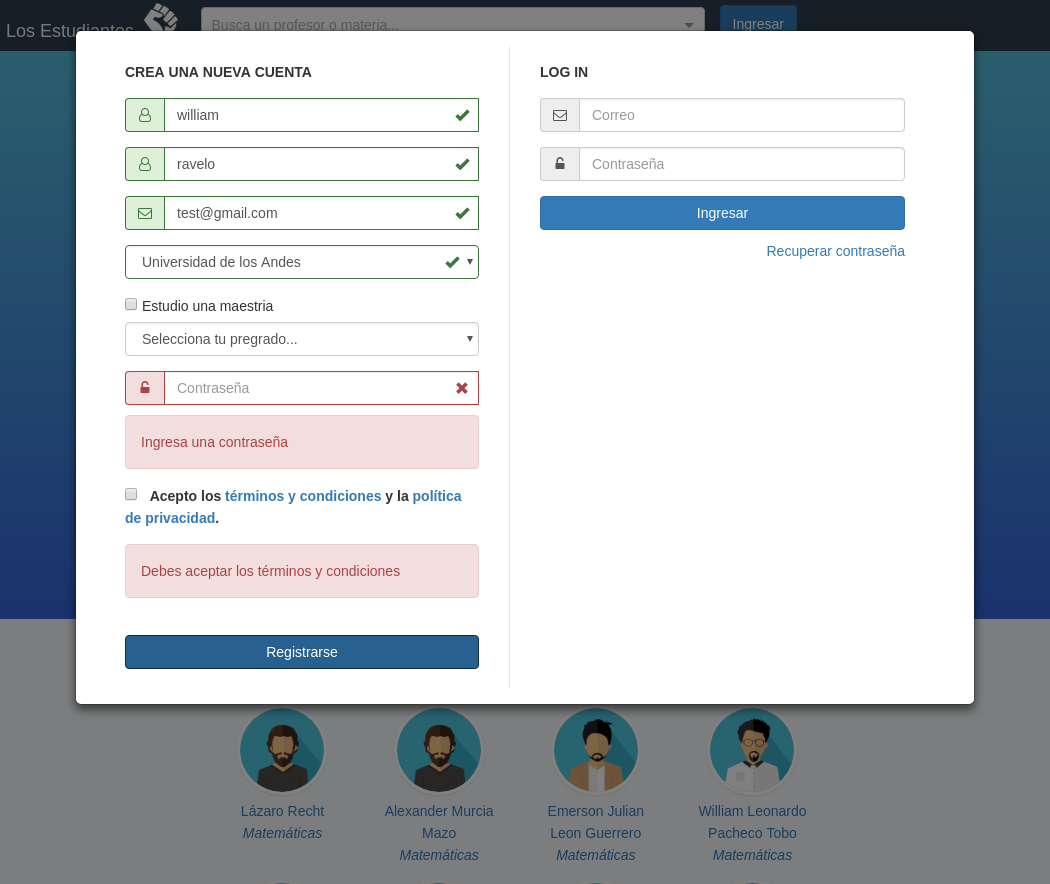 Los Estudiantes
Busca un profesor o materia...
Ingresar
CREA UNA NUEVA CUENTA
william
ravelo
test@gmail.com
Universidad de los Andes
Estudio una maestria
Selecciona tu pregrado...
Contraseña
Ingresa una contraseña
Acepto los términos y condiciones y la política
de privacidad.
Debes aceptar los términos y condiciones
Registrarse
LOG IN
Correo
Contraseña
Ingresar
Recuperar contraseña
Lázaro Recht
Matemáticas
Alexander Murcia
Mazo
Matemáticas
Emerson Julian
Leon Guerrero
Matemáticas
William Leonardo
Pacheco Tobo
Matemáticas